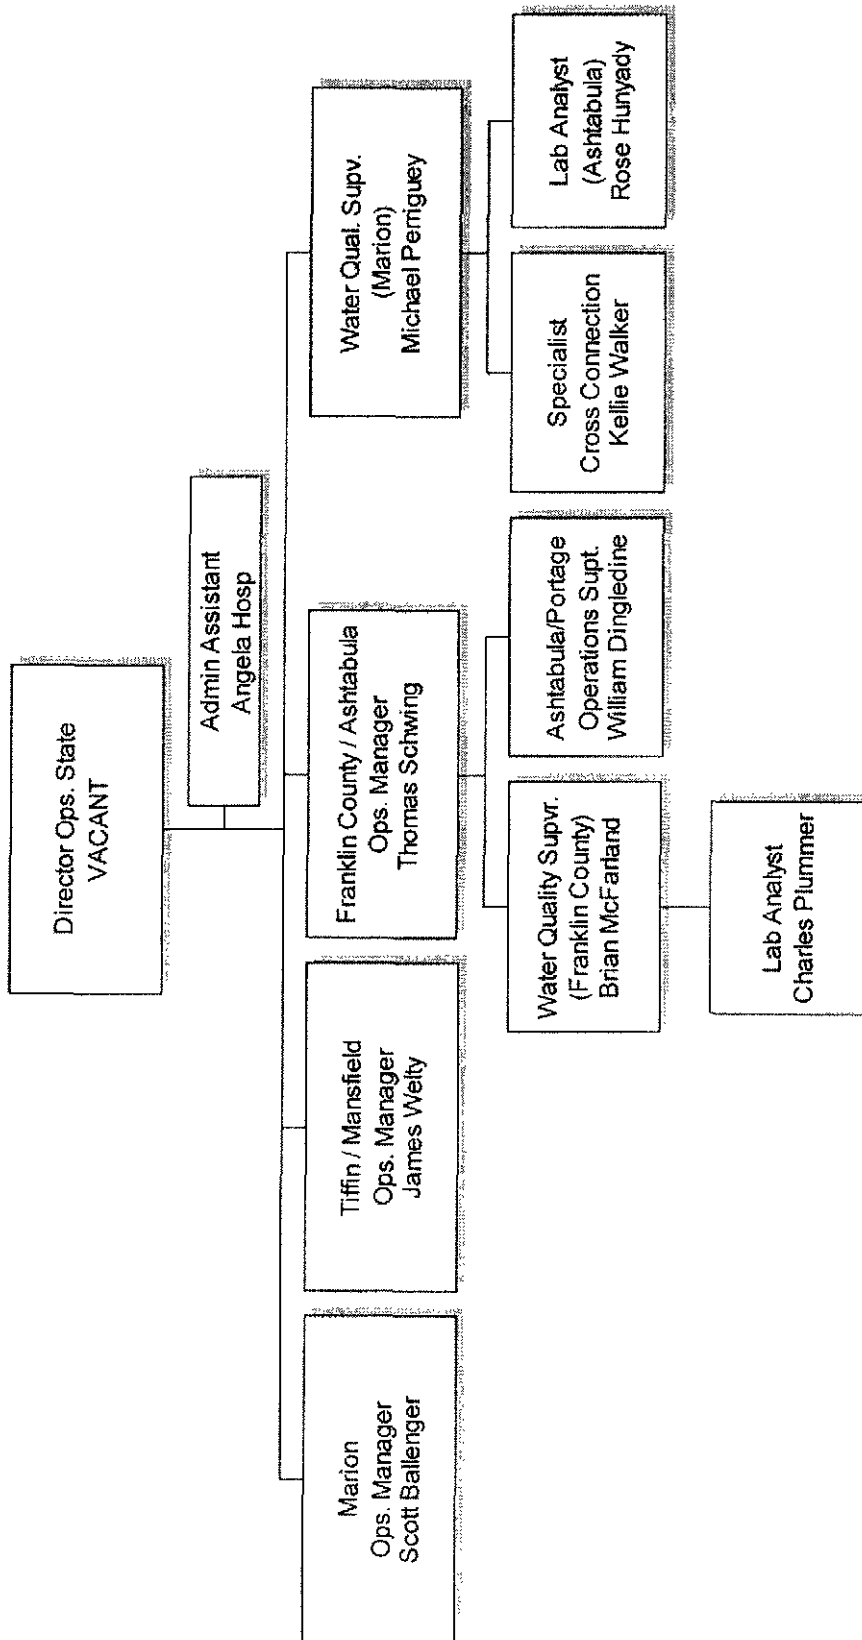 Director Ops. State
VACANT
Admin Assistant
Angela Hosp
Marion
Ops. Manager
Scott Ballenger
Tiffin / Mansfield
Ops. Manager
James Welty
Franklin County / Ashtabula
Ops. Manager
Thomas Schwing
Water Qual. Supv.
(Marion)
Michael Perriguey
Water Quality Supvr.
(Franklin County)
Brian McFarland
Ashtabula/Portage
Operations Supt.
William Dingledine
Specialist
Cross Connection
Kellie Walker
Lab Analyst
(Ashtabula)
Rose Hunyady
Lab Analyst
Charles Plummer